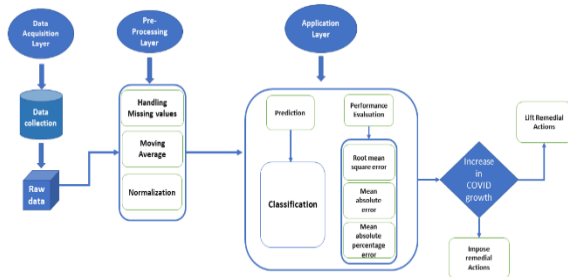 Data
Acquisition
Layer
Pre-
Processing
Layer
Application
Layer
Data
collection
Raw
data
Handling
Missing values
Moving
Average
Normalization
Prediction
Classification
Performance
Evaluation
Root mean
square error
Mean
absolute
error
Mean
absolute
percentage
error
Increase
in
COVID
growth
Lift Remedial
Actions
Impose
remedial
Actions